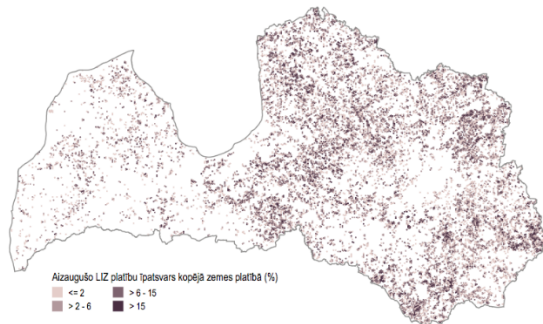 Aizaugušo LIZ platību īpatsvars kopējā zemes platībā (%)
<= 2 > 6 - 15
> 2 - 6 > 15